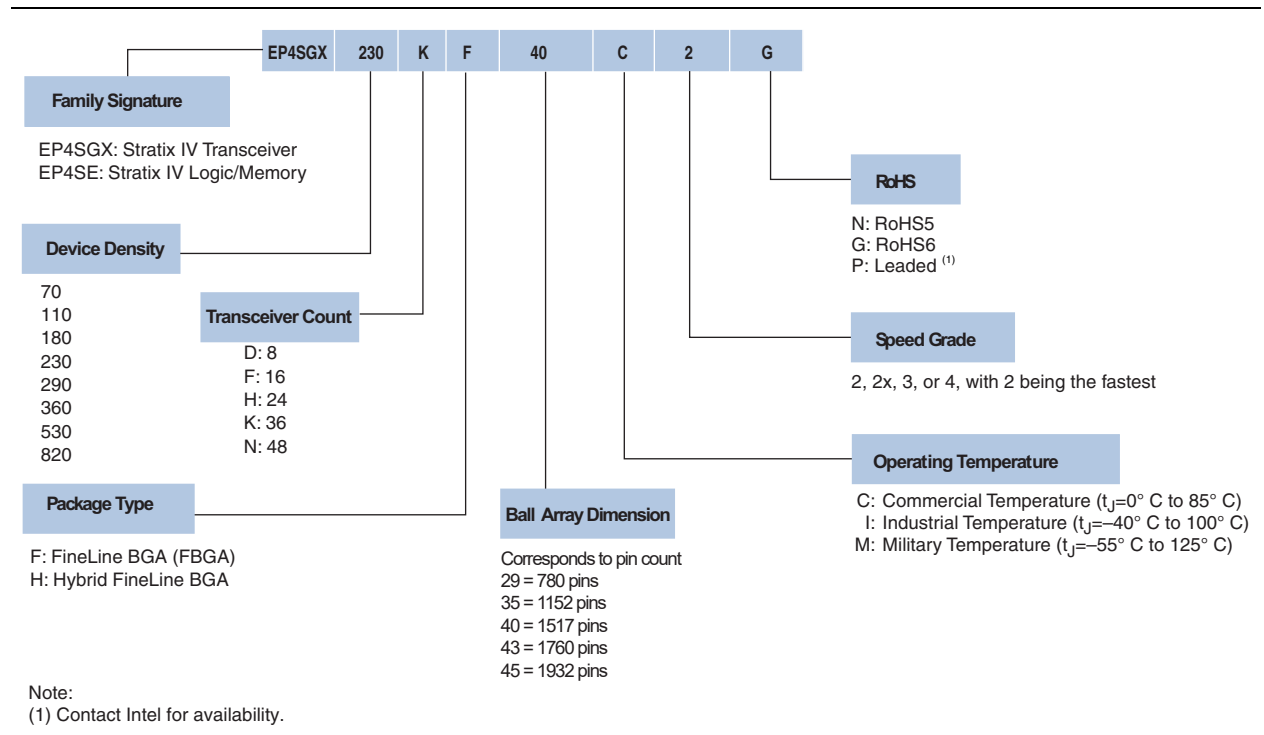 EP4SGX 230 K F 40 C 2 G
Family Signature
EP4SGX: Stratix IV Transceiver
EP4SE: Stratix IV Logic/Memory
Device Density
70
110
180
230
290
360
530
820
Transceiver Count
D: 8
F: 16
H: 24
K: 36
N: 48
Package Type
F: FineLine BGA (FBGA)
H: Hybrid FineLine BGA
Ball Array Dimension
Corresponds to pin count
29 = 780 pins
35 = 1152 pins
40 = 1517 pins
43 = 1760 pins
45 = 1932 pins
RoHS
N: RoHS5
G: RoHS6
P: Leaded (1)
Speed Grade
2, 2x, 3, or 4, with 2 being the fastest
Operating Temperature
C: Commercial Temperature (tJ=0° C to 85° C)
I: Industrial Temperature (tJ=–40° C to 100° C)
M: Military Temperature (tJ=–55° C to 125° C)
Note:
(1) Contact Intel for availability.